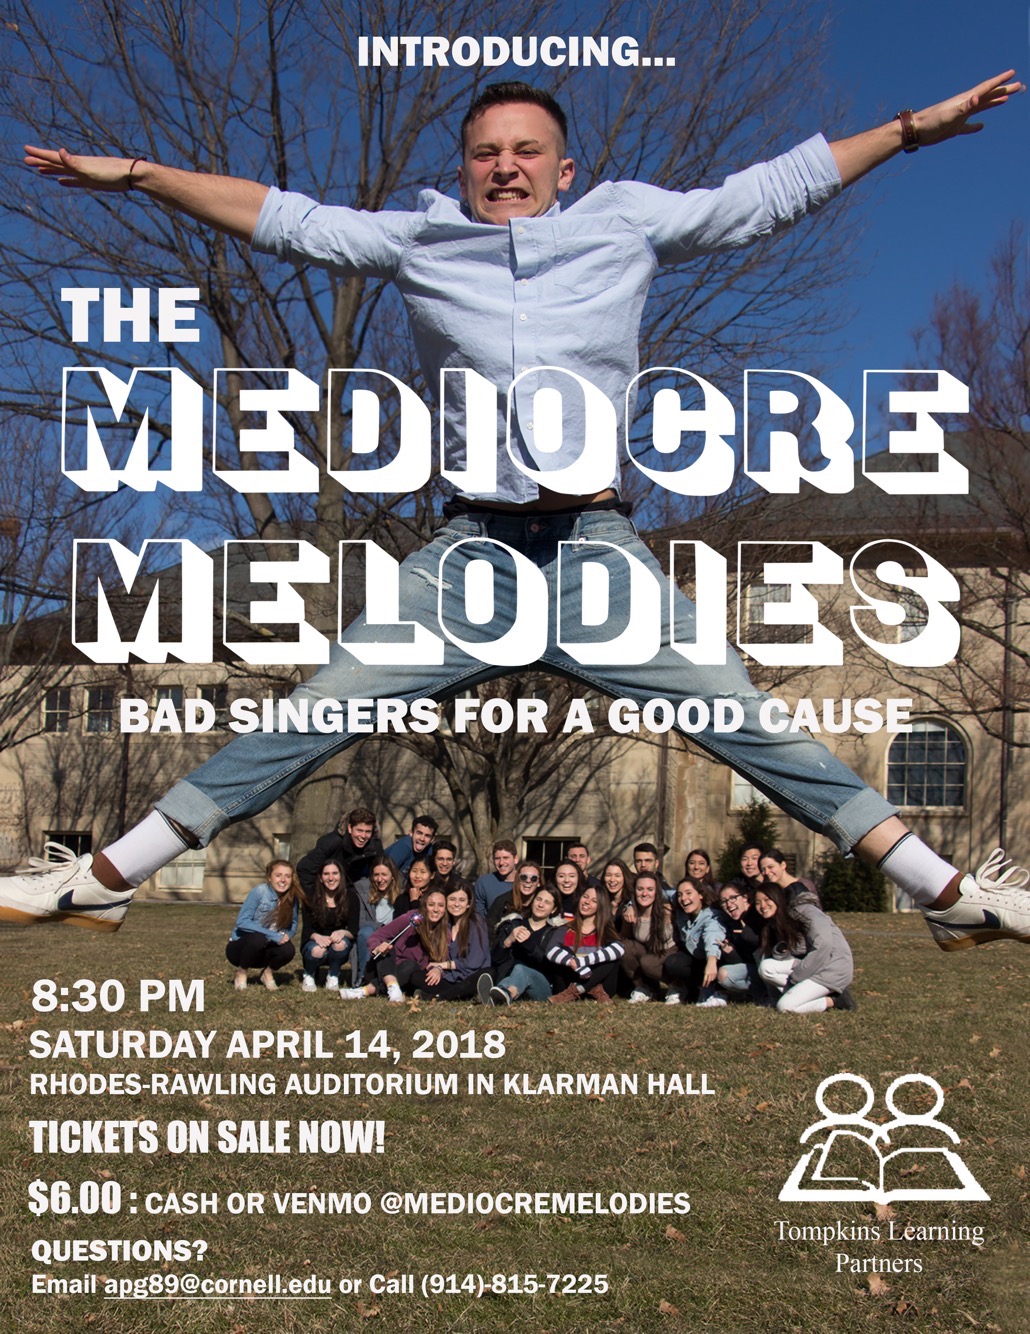 INTRODUCING...
THE
MEDIOCRE
MELODIES
BAD SINGERS FOR A GOOD CAUSE
8:30 PM
SATURDAY APRIL 14, 2018
RHODES-RAWLING AUDITORIUM IN KLARMAN HALL
TICKETS ON SALE NOW!
$6.00 : CASH OR VENMO @MEDIOCREMELODIES
QUESTIONS?
Email apg89@cornell.edu or Call (914)-815-7225
Tompkins Learning
Partners